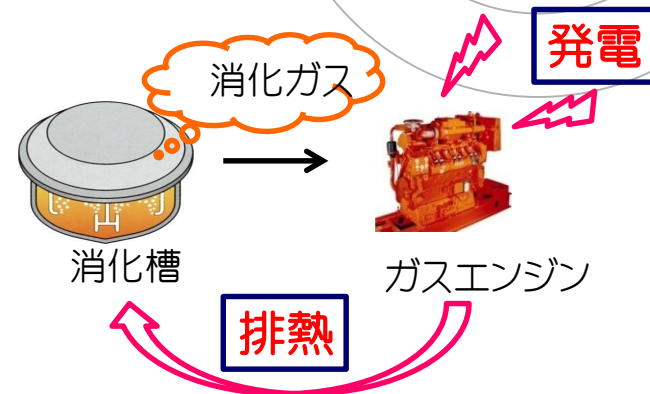 発電
消化ガス
消化槽
ガスエンジン
排熱